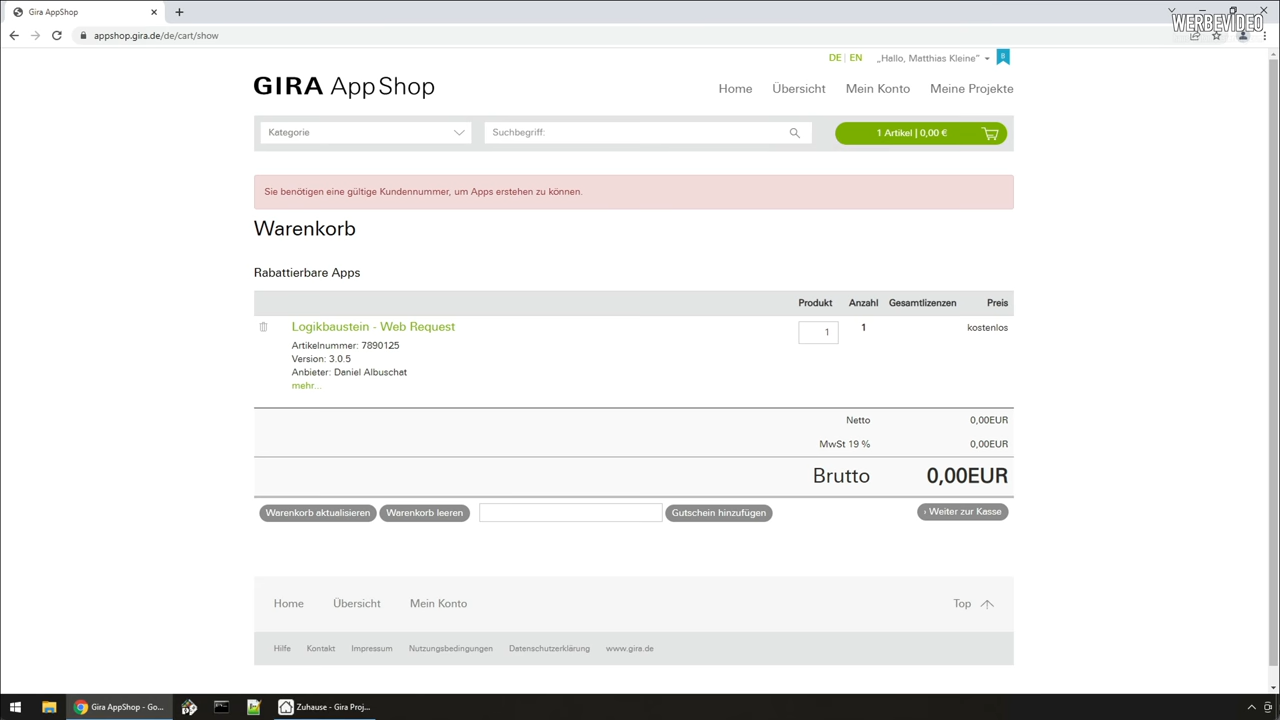 Gira AppShop
WERBEVIDEO
appshop.gira.de/de/cart/show
DE | EN
„Hallo, Matthias Kleine“
GIRA AppShop
Home Übersicht Mein Konto Meine Projekte
Kategorie
Suchbegriff:
1 Artikel | 0,00 €
Sie benötigen eine gültige Kundennummer, um Apps erstehen zu können.
Warenkorb
Rabattierbare Apps
Produkt Anzahl Gesamtlizenzen Preis
Logikbaustein - Web Request 1 1 kostenlos
Artikelnummer: 7890125
Version: 3.0.5
Anbieter: Daniel Albuschat
mehr...
Netto 0,00EUR
MwSt 19 % 0,00EUR
Brutto 0,00EUR
Warenkorb aktualisieren Warenkorb leeren Gutschein hinzufügen › Weiter zur Kasse
Home Übersicht Mein Konto Top
Hilfe Kontakt Impressum Nutzungsbedingungen Datenschutzerklärung www.gira.de
Gira AppShop - Go... Zuhause - Gira Proj...